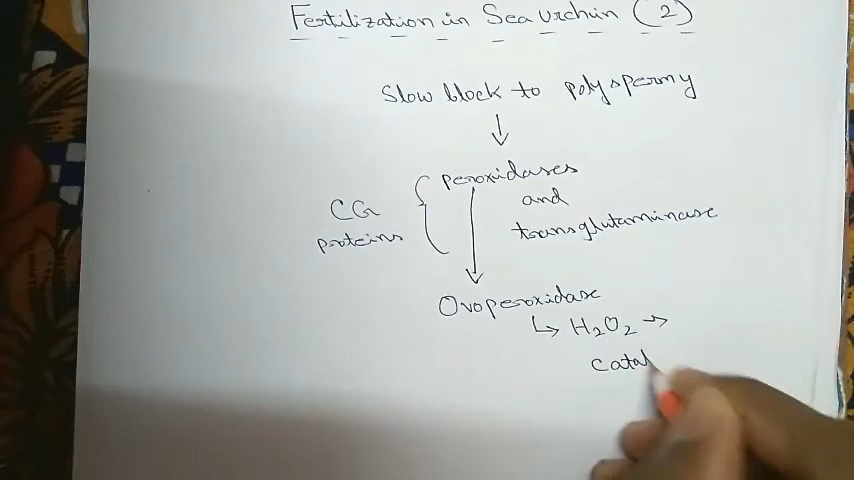 Fertilization in Sea urchin (2)
Slow block to polyspermy
peroxidases
CG
and
proteins
transglutaminase
Ovoperoxidase
↳ H₂O₂ →
catal